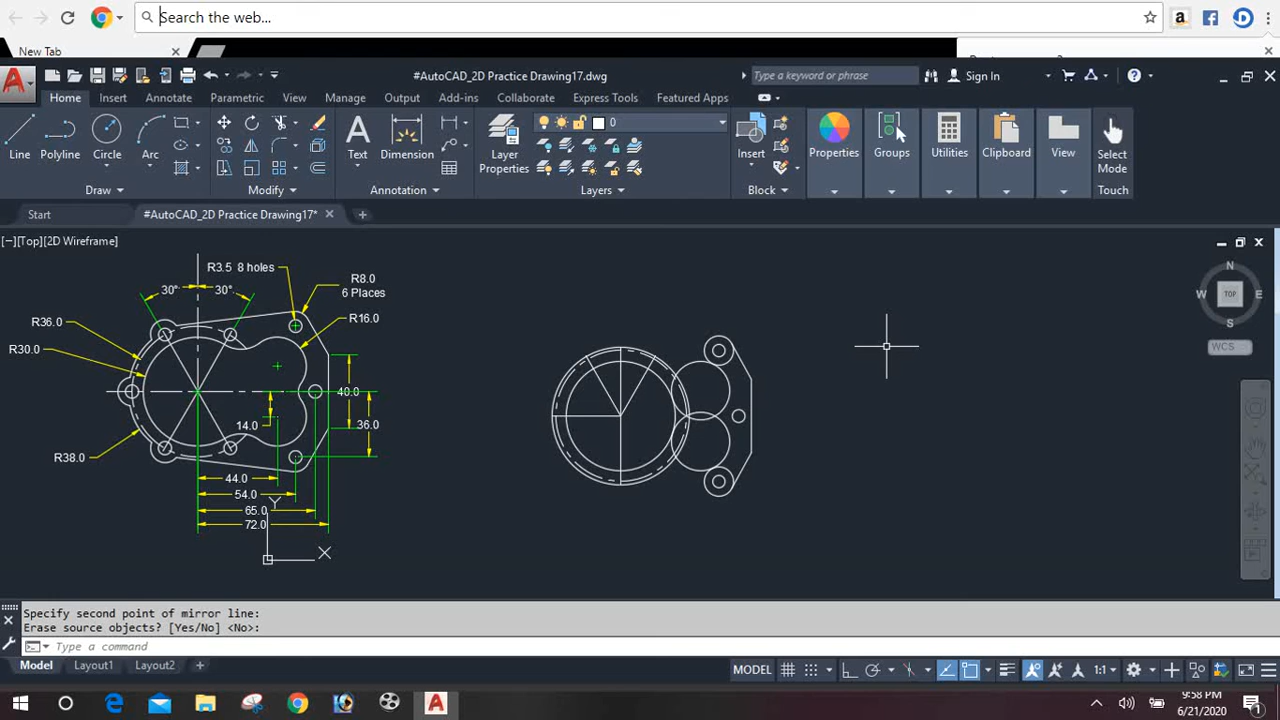 Search the web...
New Tab
#AutoCAD_2D Practice Drawing17.dwg
Type a keyword or phrase
Sign In
Home Insert Annotate Parametric View Manage Output Add-ins Collaborate Express Tools Featured Apps
Line Polyline Circle Arc
Text Dimension
Layer Properties
0
Insert
Properties Groups Utilities Clipboard View
Select Mode
Draw Modify Annotation Layers Block Touch
Start
#AutoCAD_2D Practice Drawing17*
[−][Top][2D Wireframe]
R3.5 8 holes
R8.0
6 Places
30° 30°
R36.0
R16.0
R30.0
40.0
14.0
36.0
R38.0
44.0
54.0
65.0
72.0
Y
X
N
W TOP E
S
WCS
Specify second point of mirror line:
Erase source objects? [Yes/No] <No>:
Type a command
Model Layout1 Layout2
MODEL
1:1
9:58 PM
6/21/2020